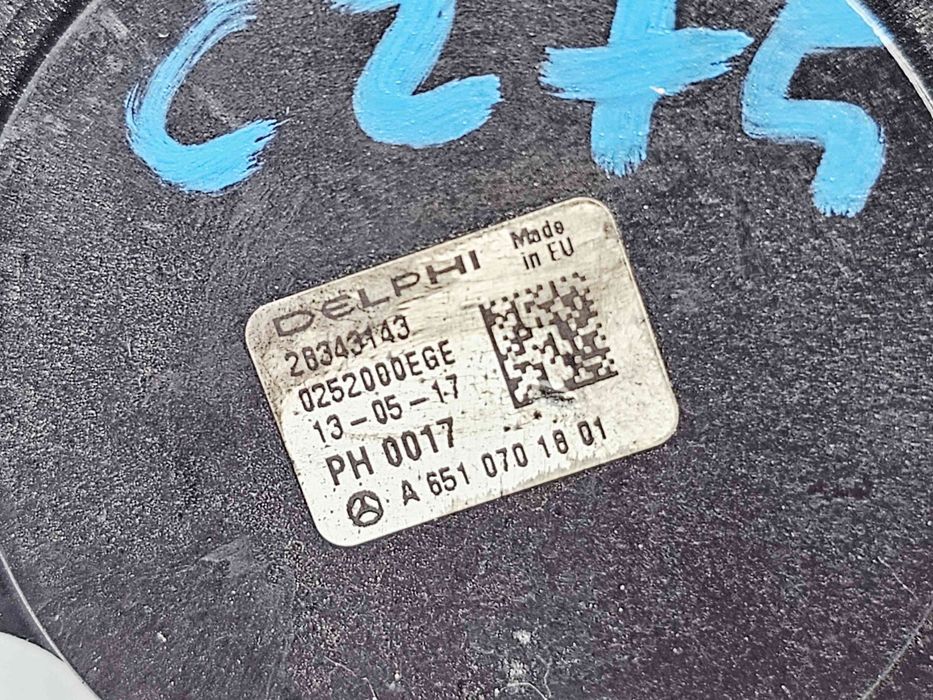 C275
DELPHI
Made
in EU
28343143
0252000EGE
13-05-17
PH 0017
A 651 070 18 01